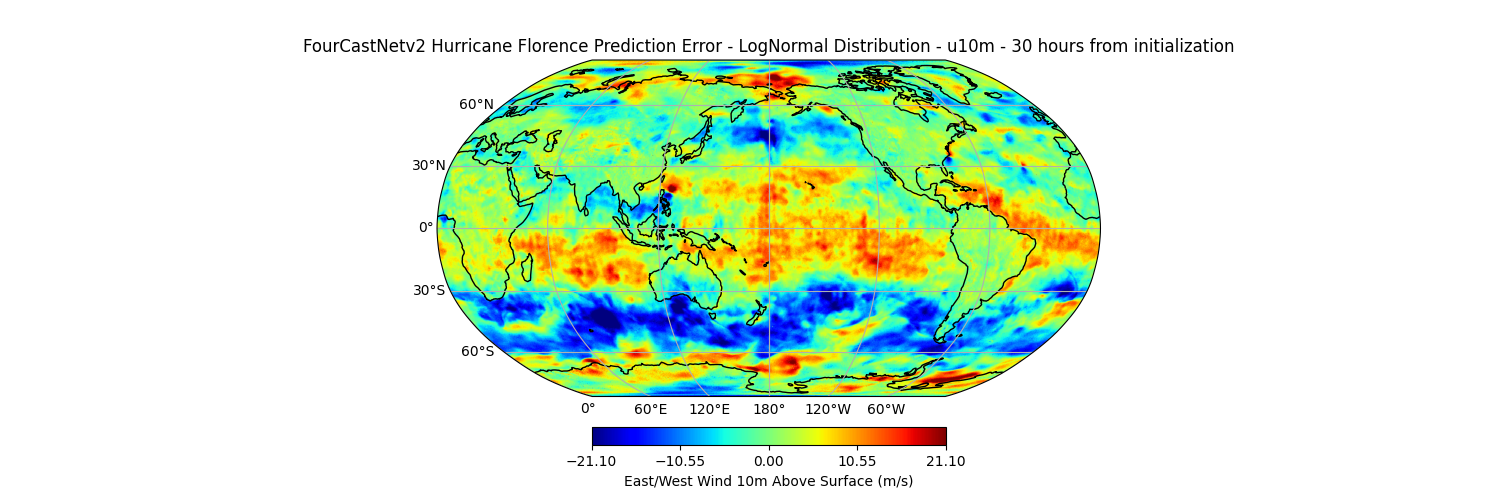 FourCastNetv2 Hurricane Florence Prediction Error - LogNormal Distribution - u10m - 30 hours from initialization
60°N
30°N
0°
30°S
60°S
0° 60°E 120°E 180° 120°W 60°W
−21.10 −10.55 0.00 10.55 21.10
East/West Wind 10m Above Surface (m/s)